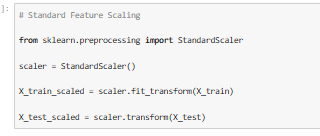 ]:
# Standard Feature Scaling
from sklearn.preprocessing import StandardScaler
scaler = StandardScaler()
X_train_scaled = scaler.fit_transform(X_train)
X_test_scaled = scaler.transform(X_test)